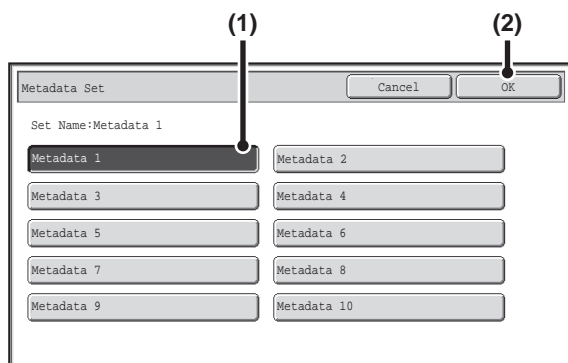 (1) (2)
Metadata Set Cancel OK
Set Name:Metadata 1
Metadata 1 Metadata 2
Metadata 3 Metadata 4
Metadata 5 Metadata 6
Metadata 7 Metadata 8
Metadata 9 Metadata 10